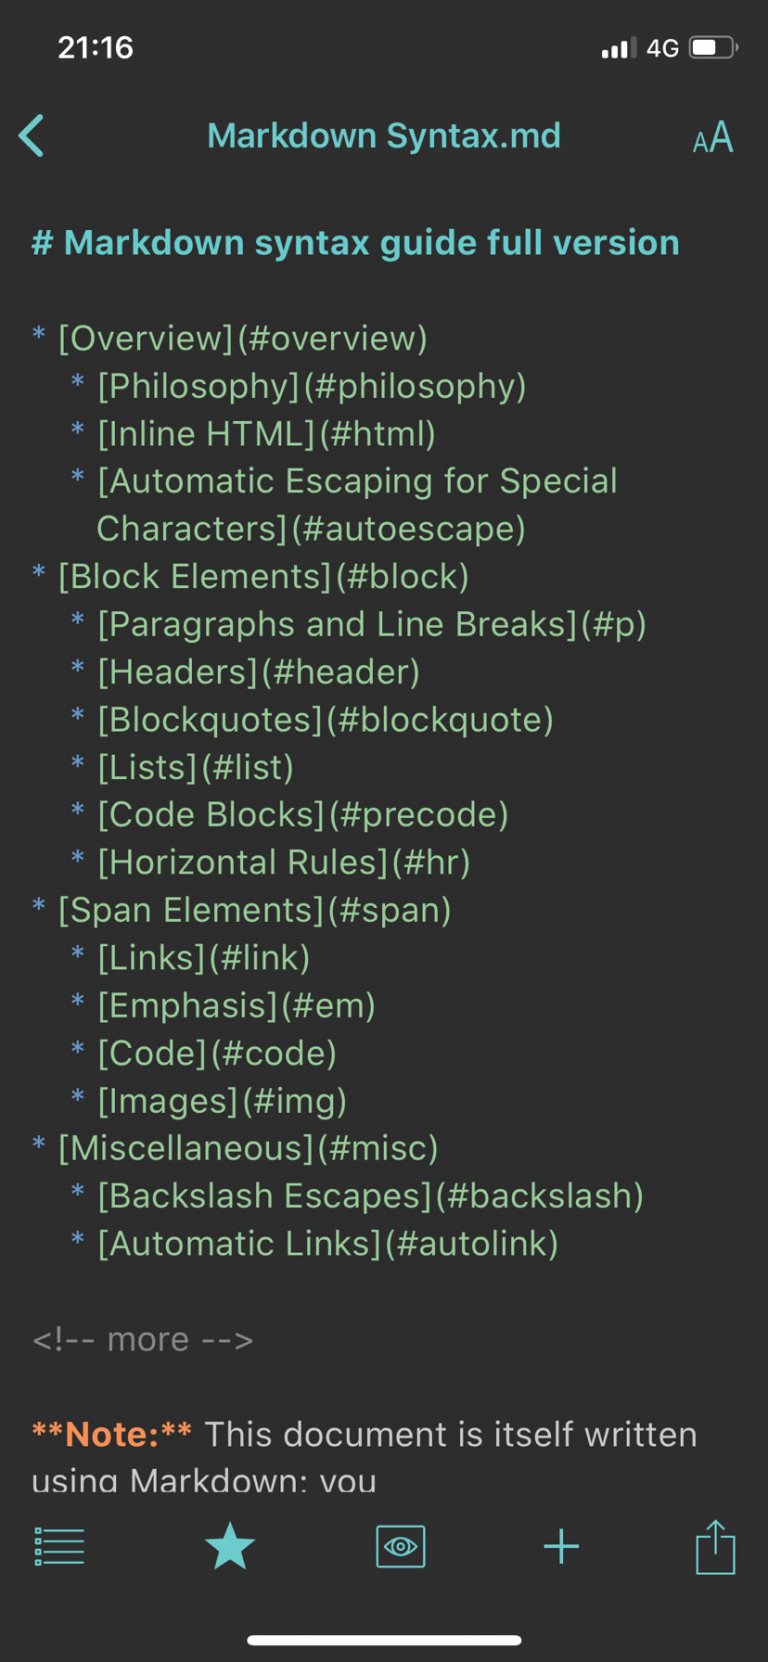 21:16
4G
Markdown Syntax.md
AA
# Markdown syntax guide full version
* [Overview](#overview)
* [Philosophy](#philosophy)
* [Inline HTML](#html)
* [Automatic Escaping for Special
Characters](#autoescape)
* [Block Elements](#block)
* [Paragraphs and Line Breaks](#p)
* [Headers](#header)
* [Blockquotes](#blockquote)
* [Lists](#list)
* [Code Blocks](#precode)
* [Horizontal Rules](#hr)
* [Span Elements](#span)
* [Links](#link)
* [Emphasis](#em)
* [Code](#code)
* [Images](#img)
* [Miscellaneous](#misc)
* [Backslash Escapes](#backslash)
* [Automatic Links](#autolink)
<!-- more -->
**Note:** This document is itself written
using Markdown; you